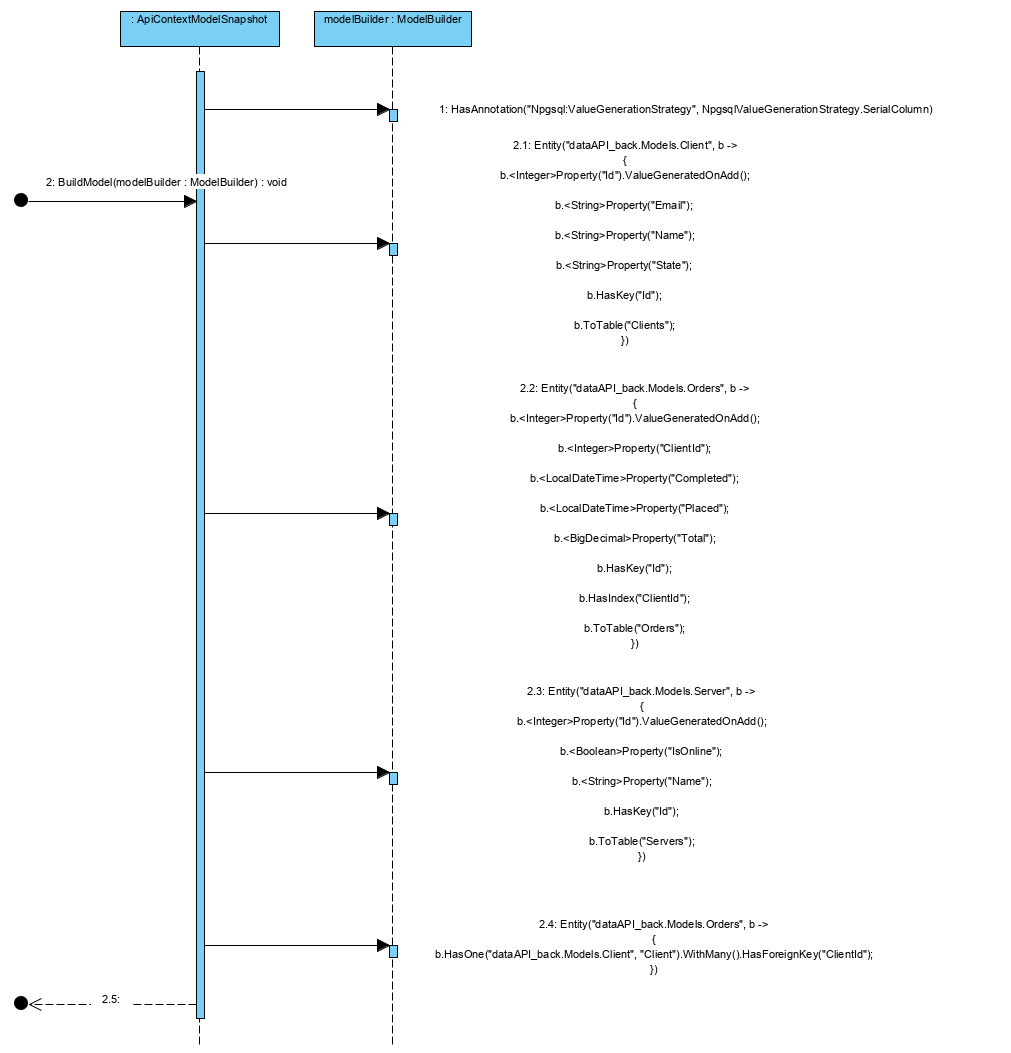 : ApiContextModelSnapshot
modelBuilder : ModelBuilder
1: HasAnnotation("Npgsql:ValueGenerationStrategy", NpgsqlValueGenerationStrategy.SerialColumn)
2: BuildModel(modelBuilder : ModelBuilder) : void
2.1: Entity("dataAPI_back.Models.Client", b ->
{
b.<Integer>Property("Id").ValueGeneratedOnAdd();
b.<String>Property("Email");
b.<String>Property("Name");
b.<String>Property("State");
b.HasKey("Id");
b.ToTable("Clients");
})
2.2: Entity("dataAPI_back.Models.Orders", b ->
{
b.<Integer>Property("Id").ValueGeneratedOnAdd();
b.<Integer>Property("ClientId");
b.<LocalDateTime>Property("Completed");
b.<LocalDateTime>Property("Placed");
b.<BigDecimal>Property("Total");
b.HasKey("Id");
b.HasIndex("ClientId");
b.ToTable("Orders");
})
2.3: Entity("dataAPI_back.Models.Server", b ->
{
b.<Integer>Property("Id").ValueGeneratedOnAdd();
b.<Boolean>Property("IsOnline");
b.<String>Property("Name");
b.HasKey("Id");
b.ToTable("Servers");
})
2.4: Entity("dataAPI_back.Models.Orders", b ->
{
b.HasOne("dataAPI_back.Models.Client", "Client").WithMany().HasForeignKey("ClientId");
})
2.5: